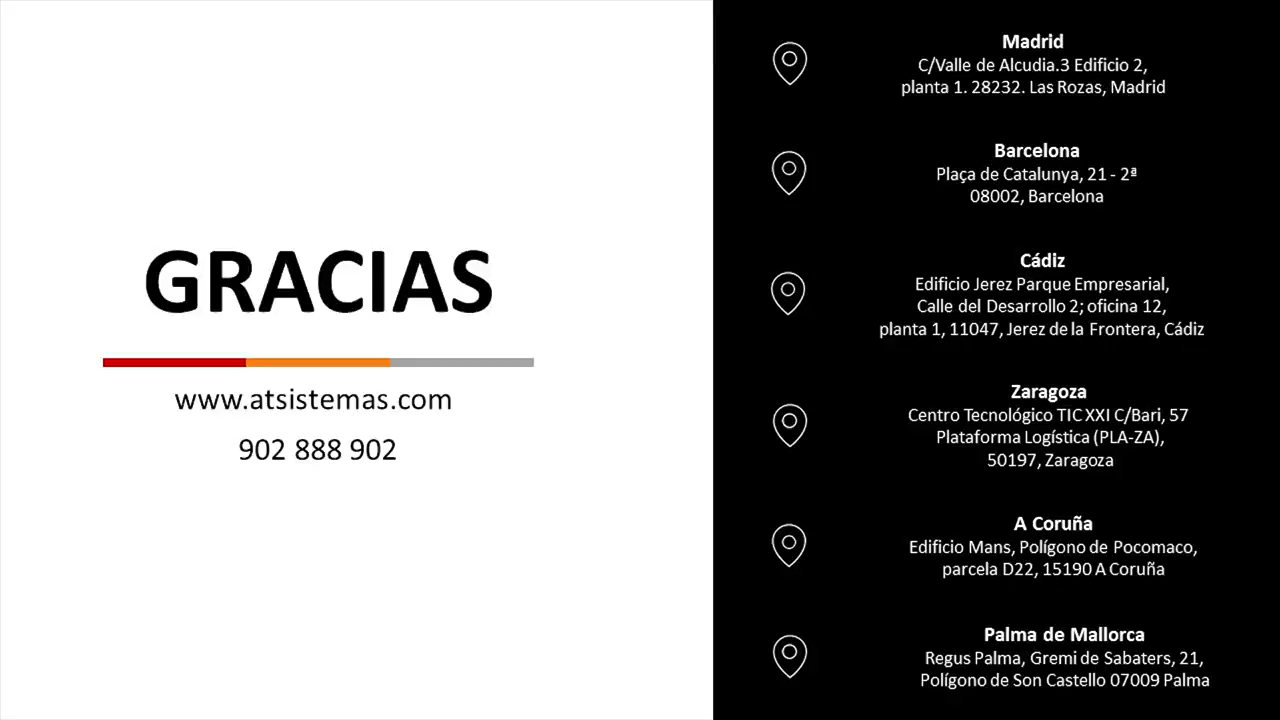 GRACIAS
www.atsistemas.com
902 888 902
Madrid
C/Valle de Alcudia.3 Edificio 2,
planta 1. 28232. Las Rozas, Madrid
Barcelona
Plaça de Catalunya, 21 - 2ª
08002, Barcelona
Cádiz
Edificio Jerez Parque Empresarial,
Calle del Desarrollo 2; oficina 12,
planta 1, 11047, Jerez de la Frontera, Cádiz
Zaragoza
Centro Tecnológico TIC XXI C/Bari, 57
Plataforma Logística (PLA-ZA),
50197, Zaragoza
A Coruña
Edificio Mans, Polígono de Pocomaco,
parcela D22, 15190 A Coruña
Palma de Mallorca
Regus Palma, Gremi de Sabaters, 21,
Polígono de Son Castello 07009 Palma